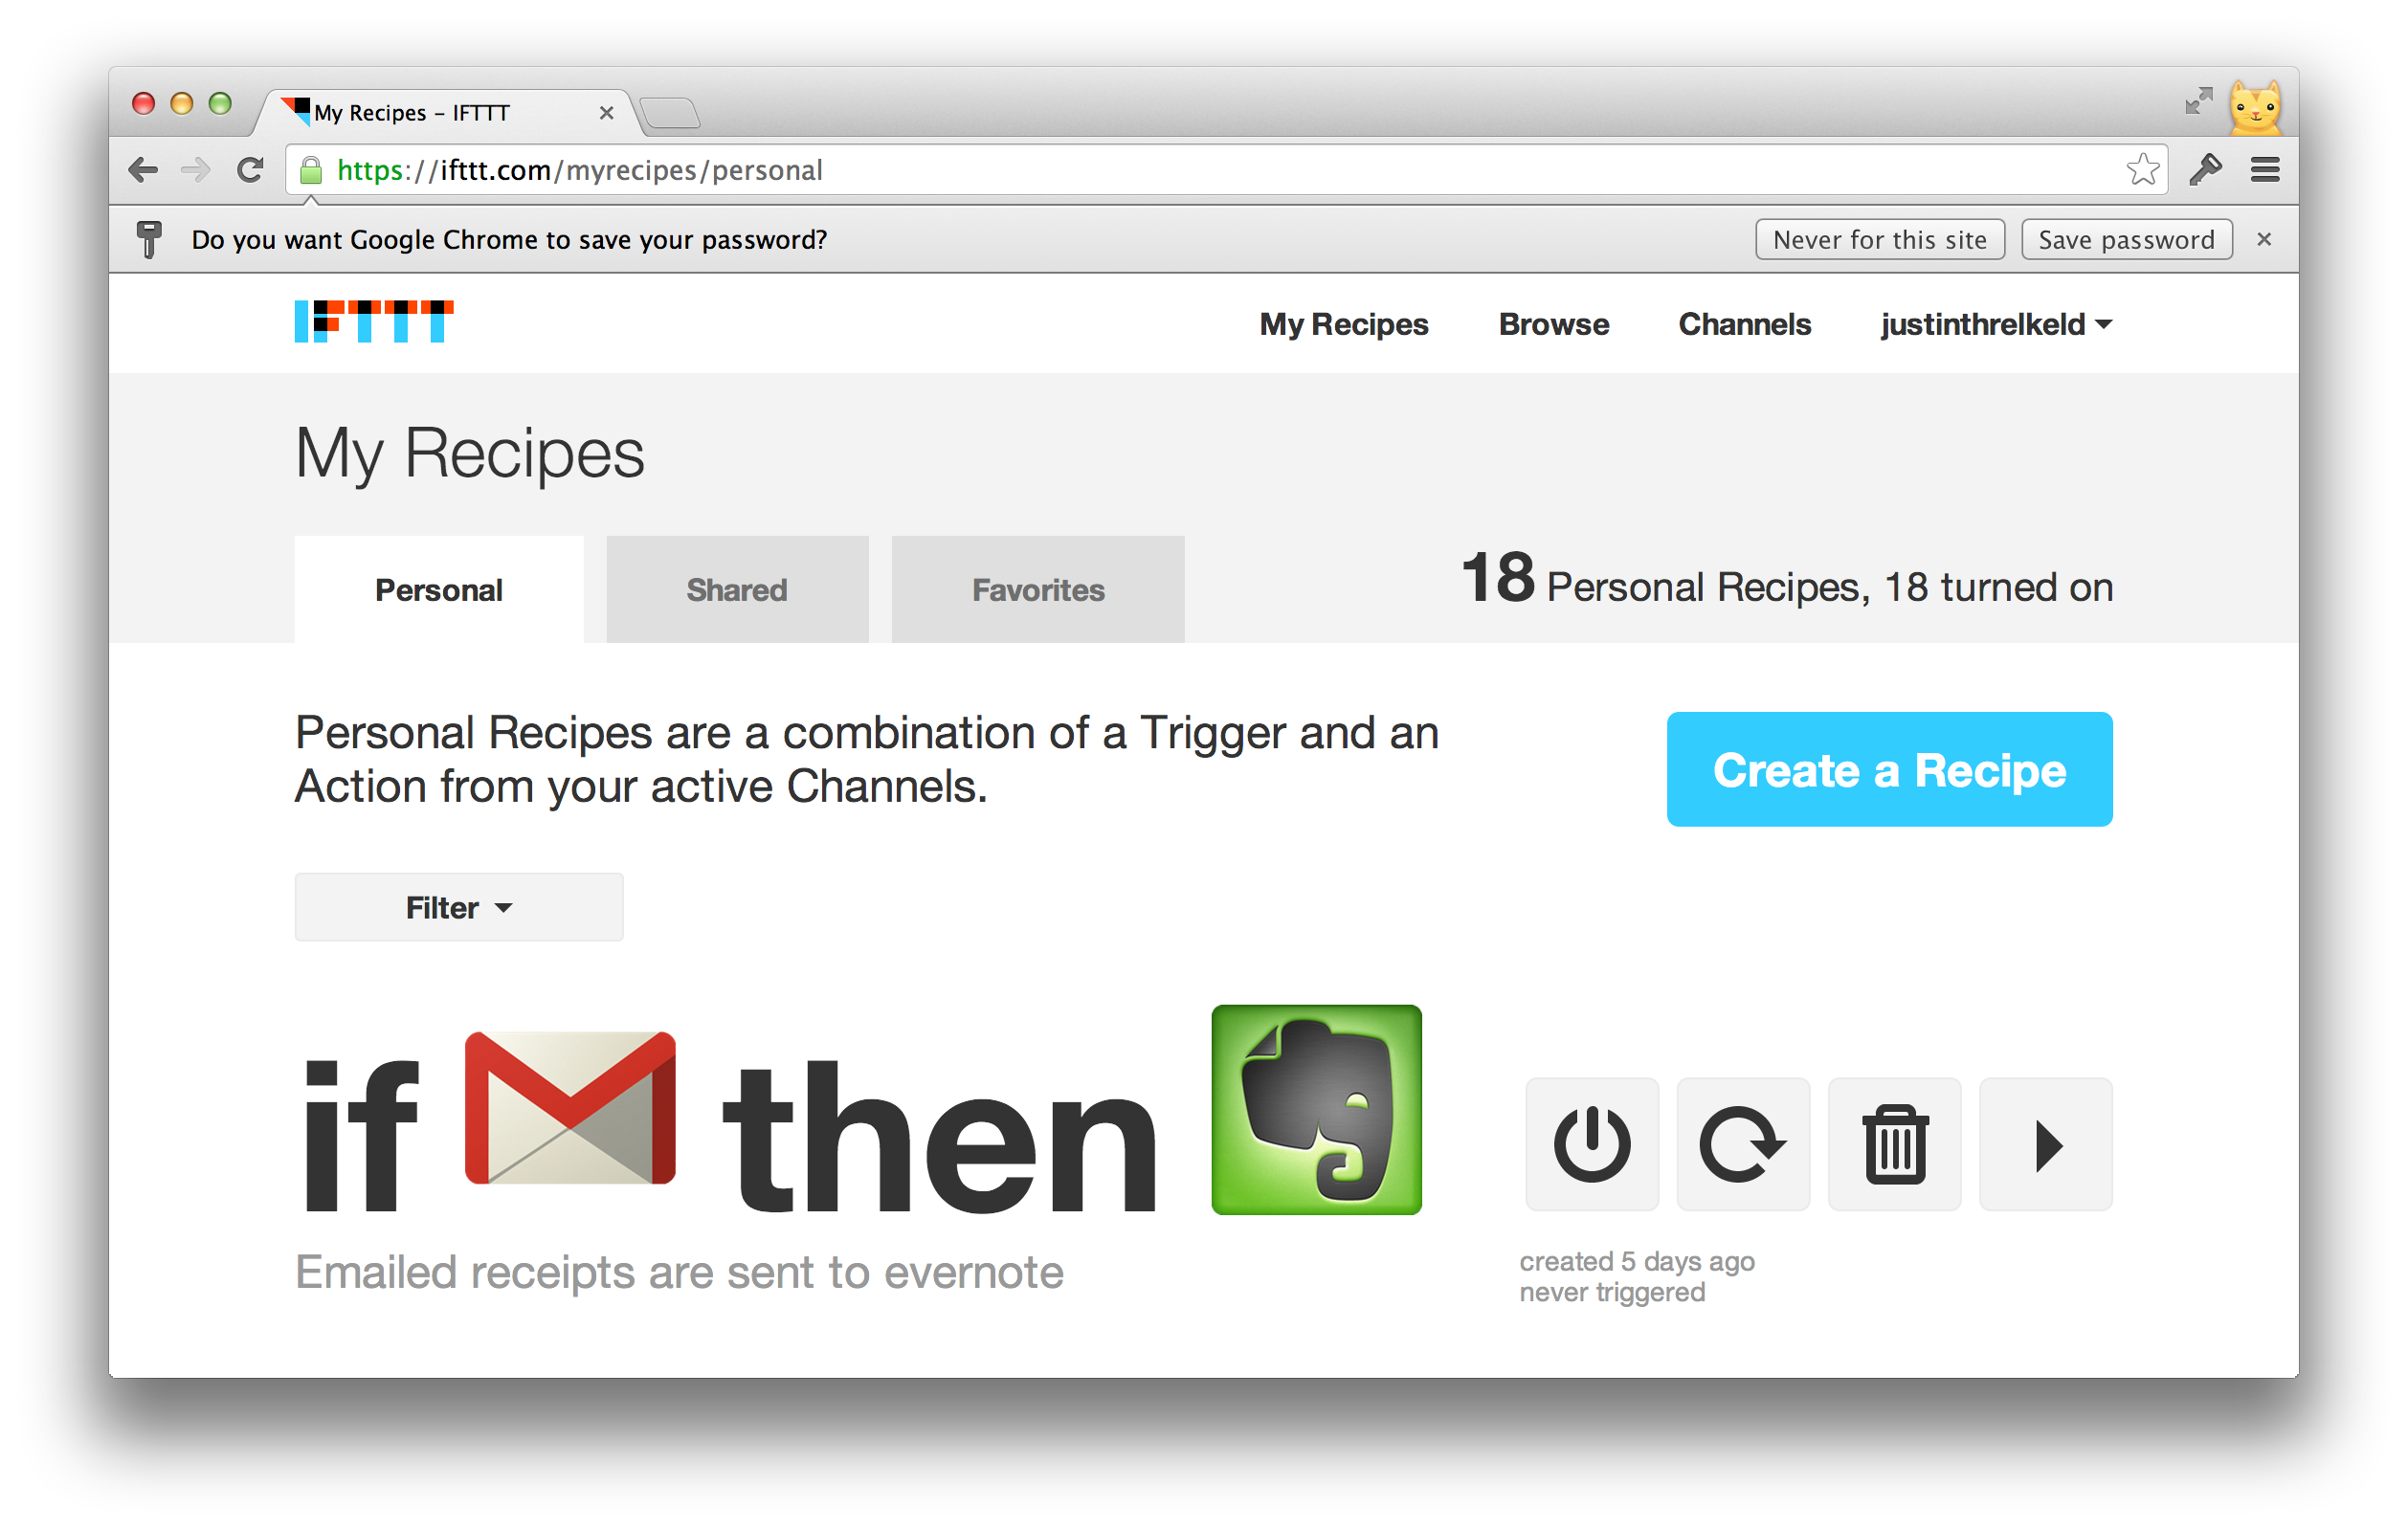 My Recipes – IFTTT
https://ifttt.com/myrecipes/personal
Do you want Google Chrome to save your password?
Never for this site
Save password
IFTTT
My Recipes
Browse
Channels
justinthrelkeld
My Recipes
Personal
Shared
Favorites
18 Personal Recipes, 18 turned on
Personal Recipes are a combination of a Trigger and an
Action from your active Channels.
Create a Recipe
Filter
if then
Emailed receipts are sent to evernote
created 5 days ago
never triggered